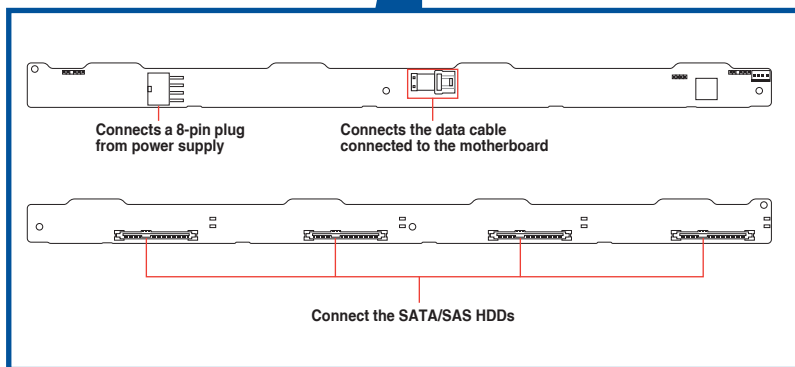 Connects a 8-pin plug
from power supply
Connects the data cable
connected to the motherboard
Connect the SATA/SAS HDDs